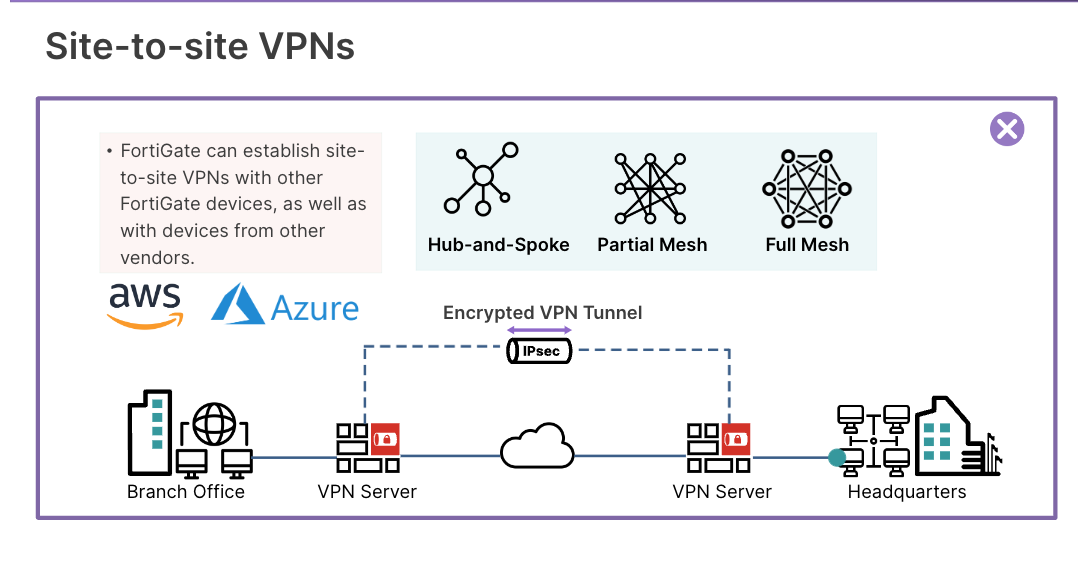 Site-to-site VPNs
• FortiGate can establish site-
to-site VPNs with other
FortiGate devices, as well as
with devices from other
vendors.
Hub-and-Spoke
Partial Mesh
Full Mesh
aws
Azure
Encrypted VPN Tunnel
IPsec
Branch Office
VPN Server
VPN Server
Headquarters